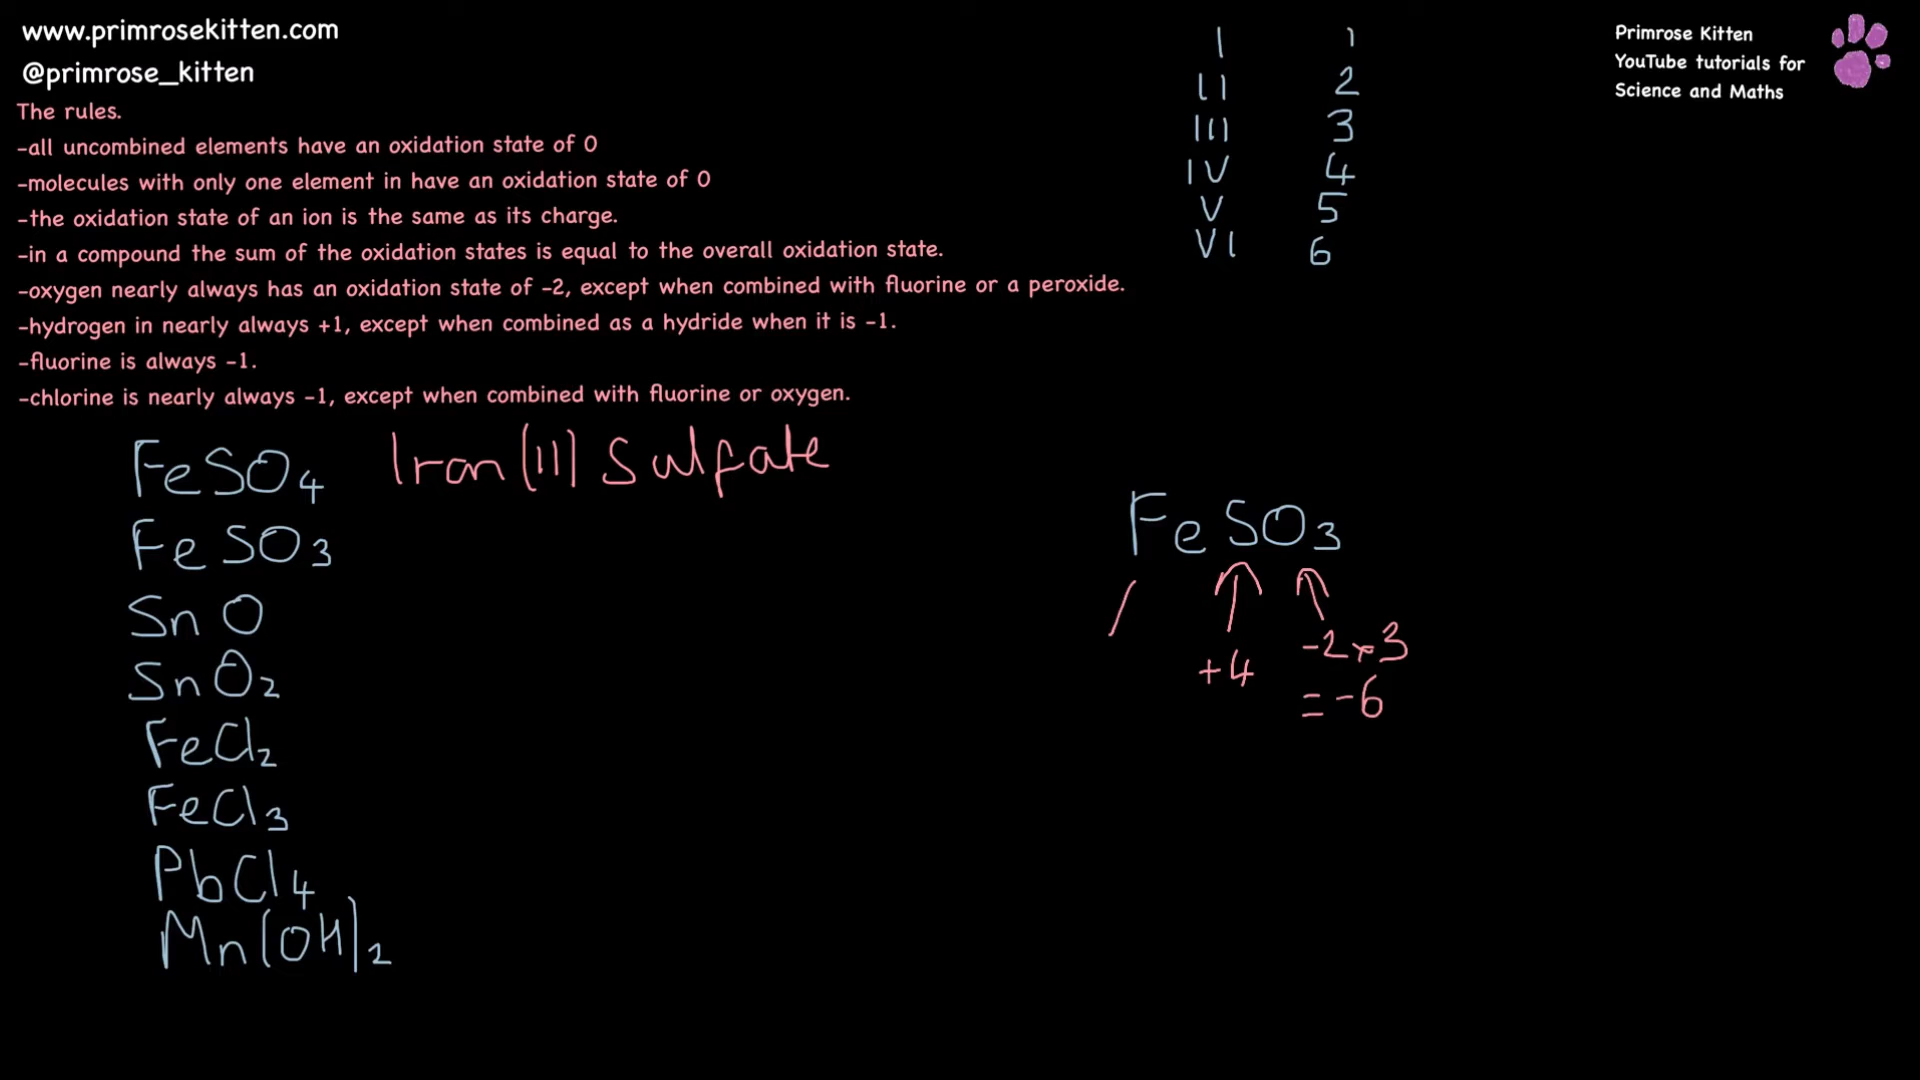 www.primrosekitten.com
@primrose_kitten
The rules.
-all uncombined elements have an oxidation state of 0
-molecules with only one element in have an oxidation state of 0
-the oxidation state of an ion is the same as its charge.
-in a compound the sum of the oxidation states is equal to the overall oxidation state.
-oxygen nearly always has an oxidation state of -2, except when combined with fluorine or a peroxide.
-hydrogen in nearly always +1, except when combined as a hydride when it is -1.
-fluorine is always -1.
-chlorine is nearly always -1, except when combined with fluorine or oxygen.
I 1
II 2
III 3
IV 4
V 5
VI 6
Primrose Kitten
YouTube tutorials for
Science and Maths
FeSO4 Iron (II) Sulfate
FeSO3
SnO
SnO2
FeCl2
FeCl3
PbCl4
Mn(OH)2
FeSO3
+4 -2×3
= -6